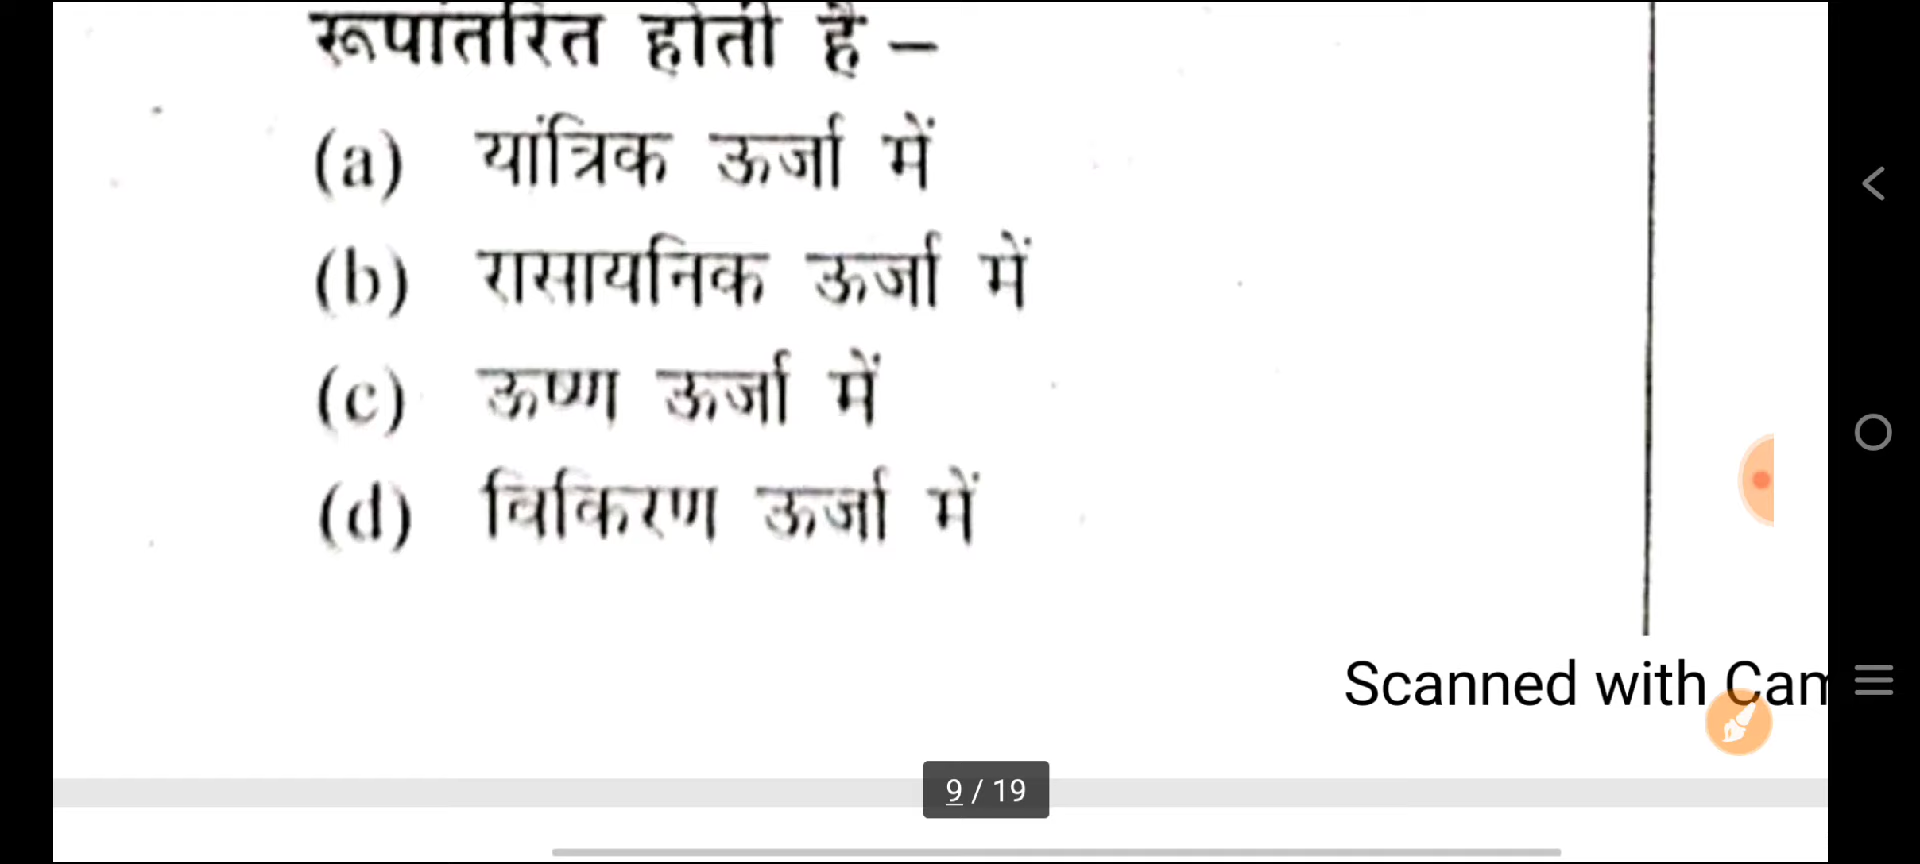 रूपांतरित होती है –
(a) यांत्रिक ऊर्जा में
(b) रासायनिक ऊर्जा में
(c) ऊष्ण ऊर्जा में
(d) विकिरण ऊर्जा में
Scanned with Cam
9 / 19